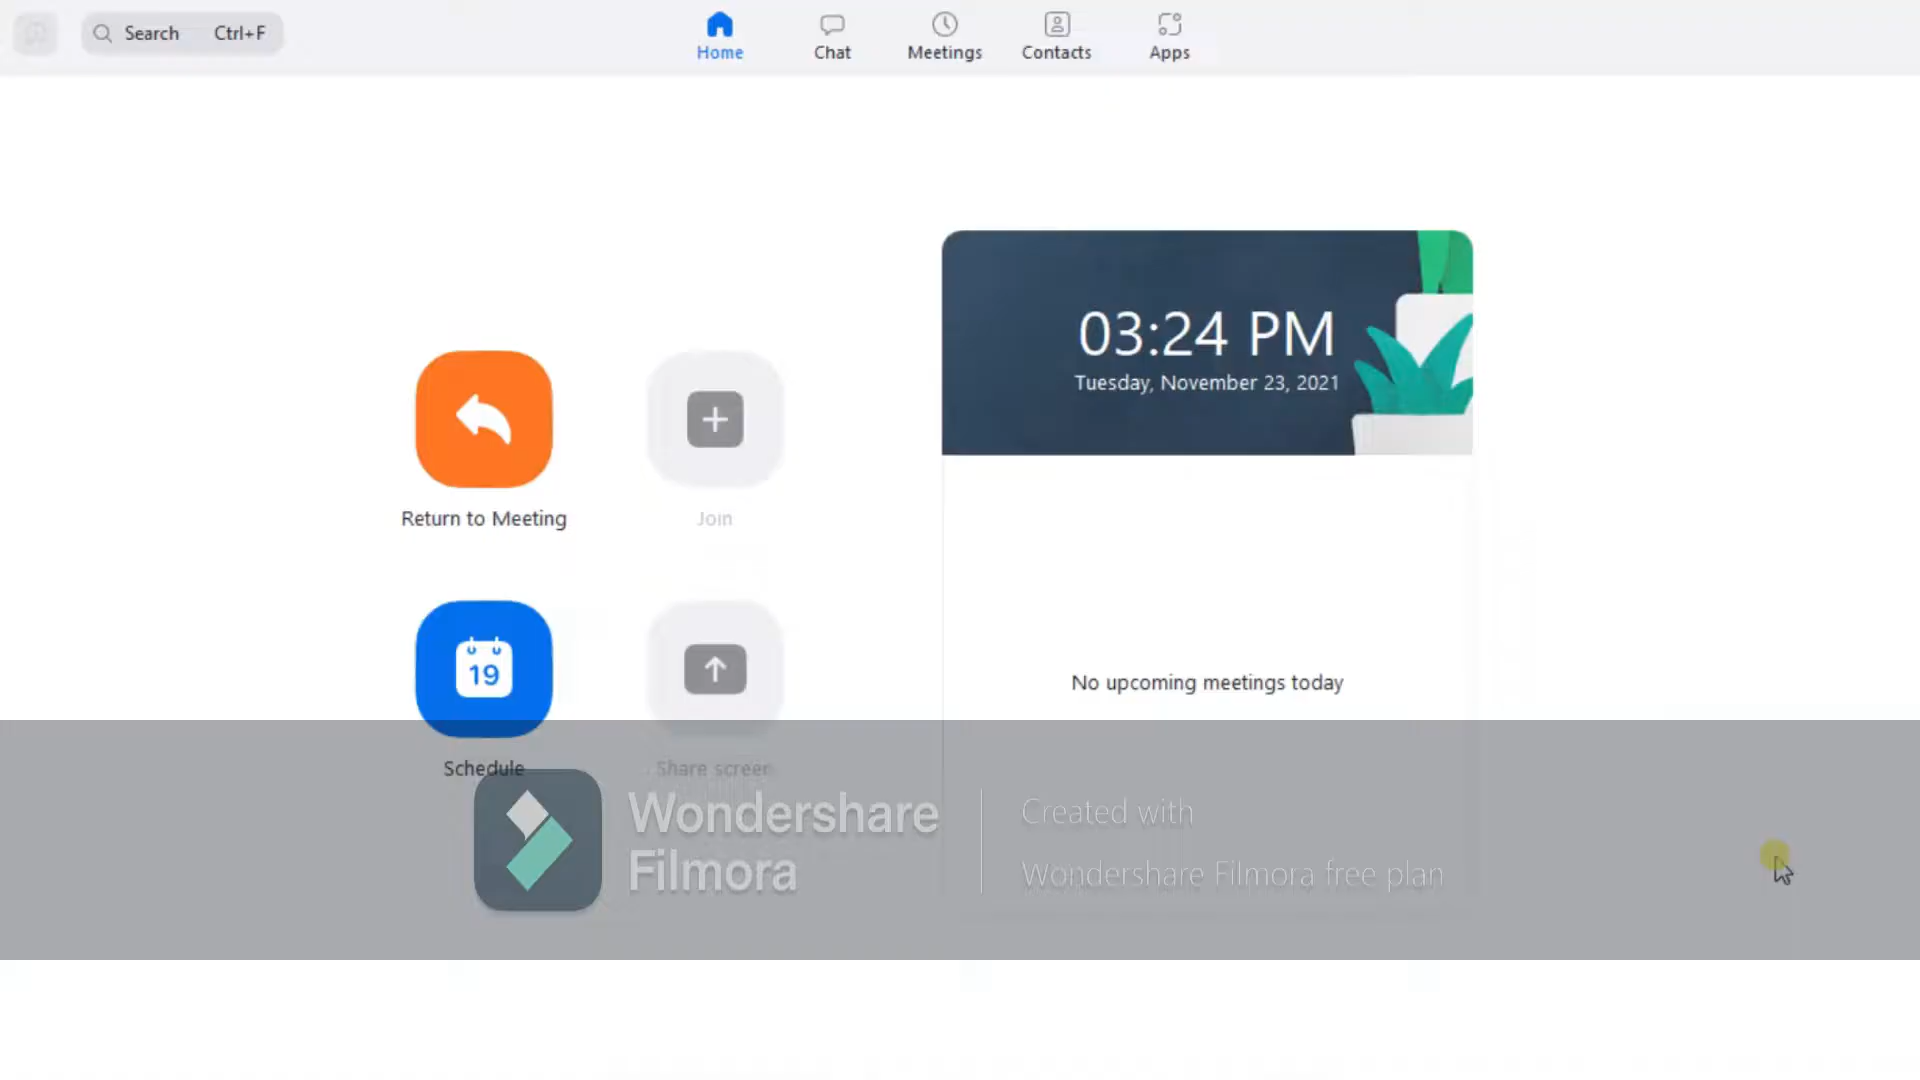 Search Ctrl+F
Home Chat Meetings Contacts Apps
03:24 PM
Tuesday, November 23, 2021
Return to Meeting
Join
19
No upcoming meetings today
Schedule
Share screen
Wondershare
Filmora
Created with
Wondershare Filmora free plan